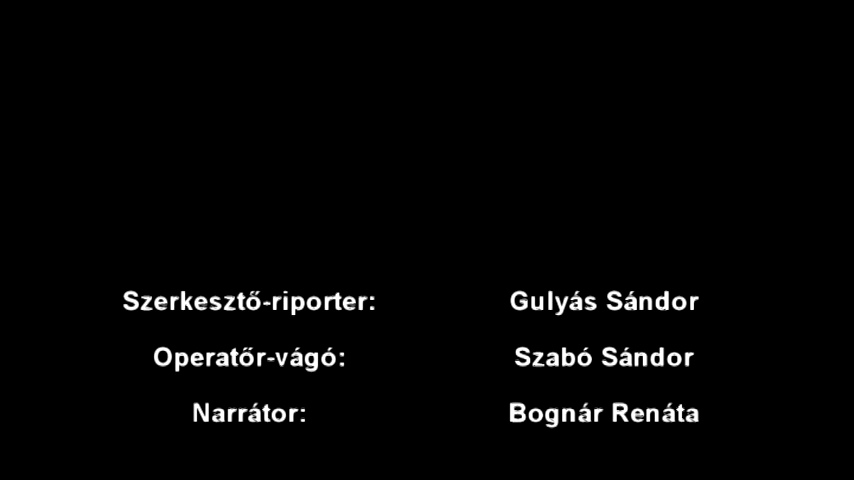 Szerkesztő-riporter: Gulyás Sándor
Operatőr-vágó: Szabó Sándor
Narrátor: Bognár Renáta